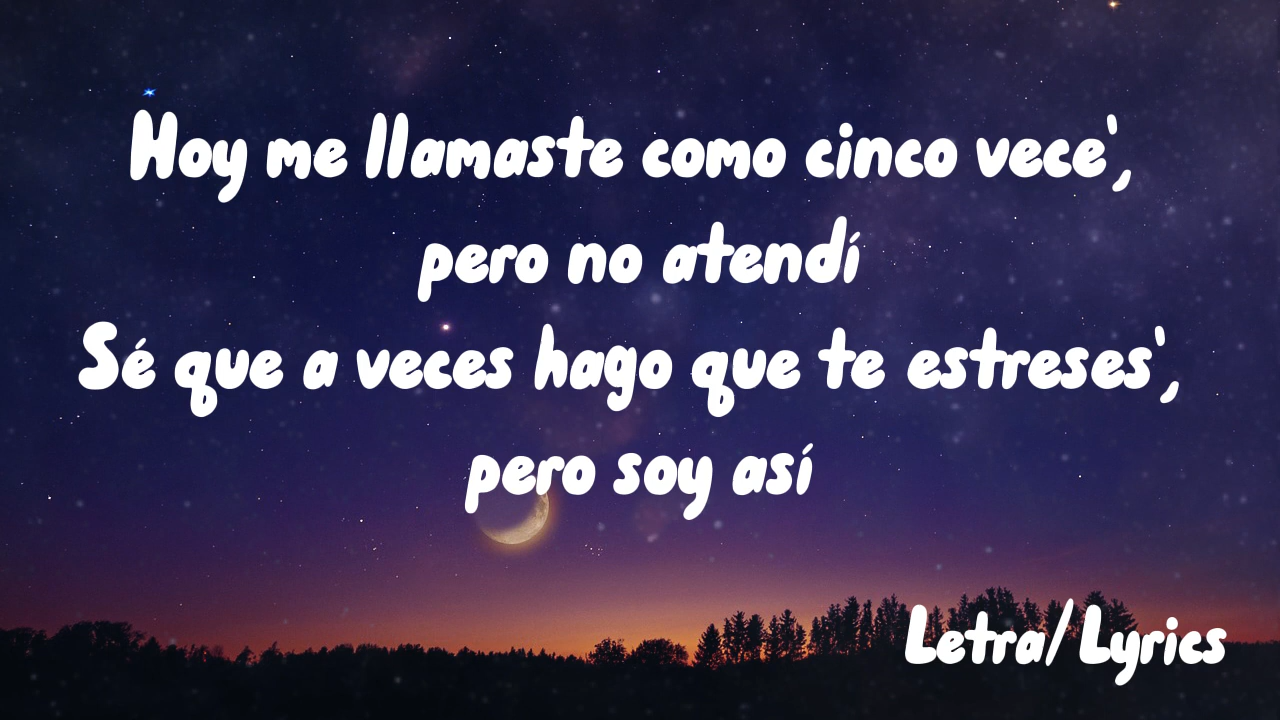 Hoy me llamaste como cinco vece',
pero no atendí
Sé que a veces hago que te estreses',
pero soy así
Letra/Lyrics